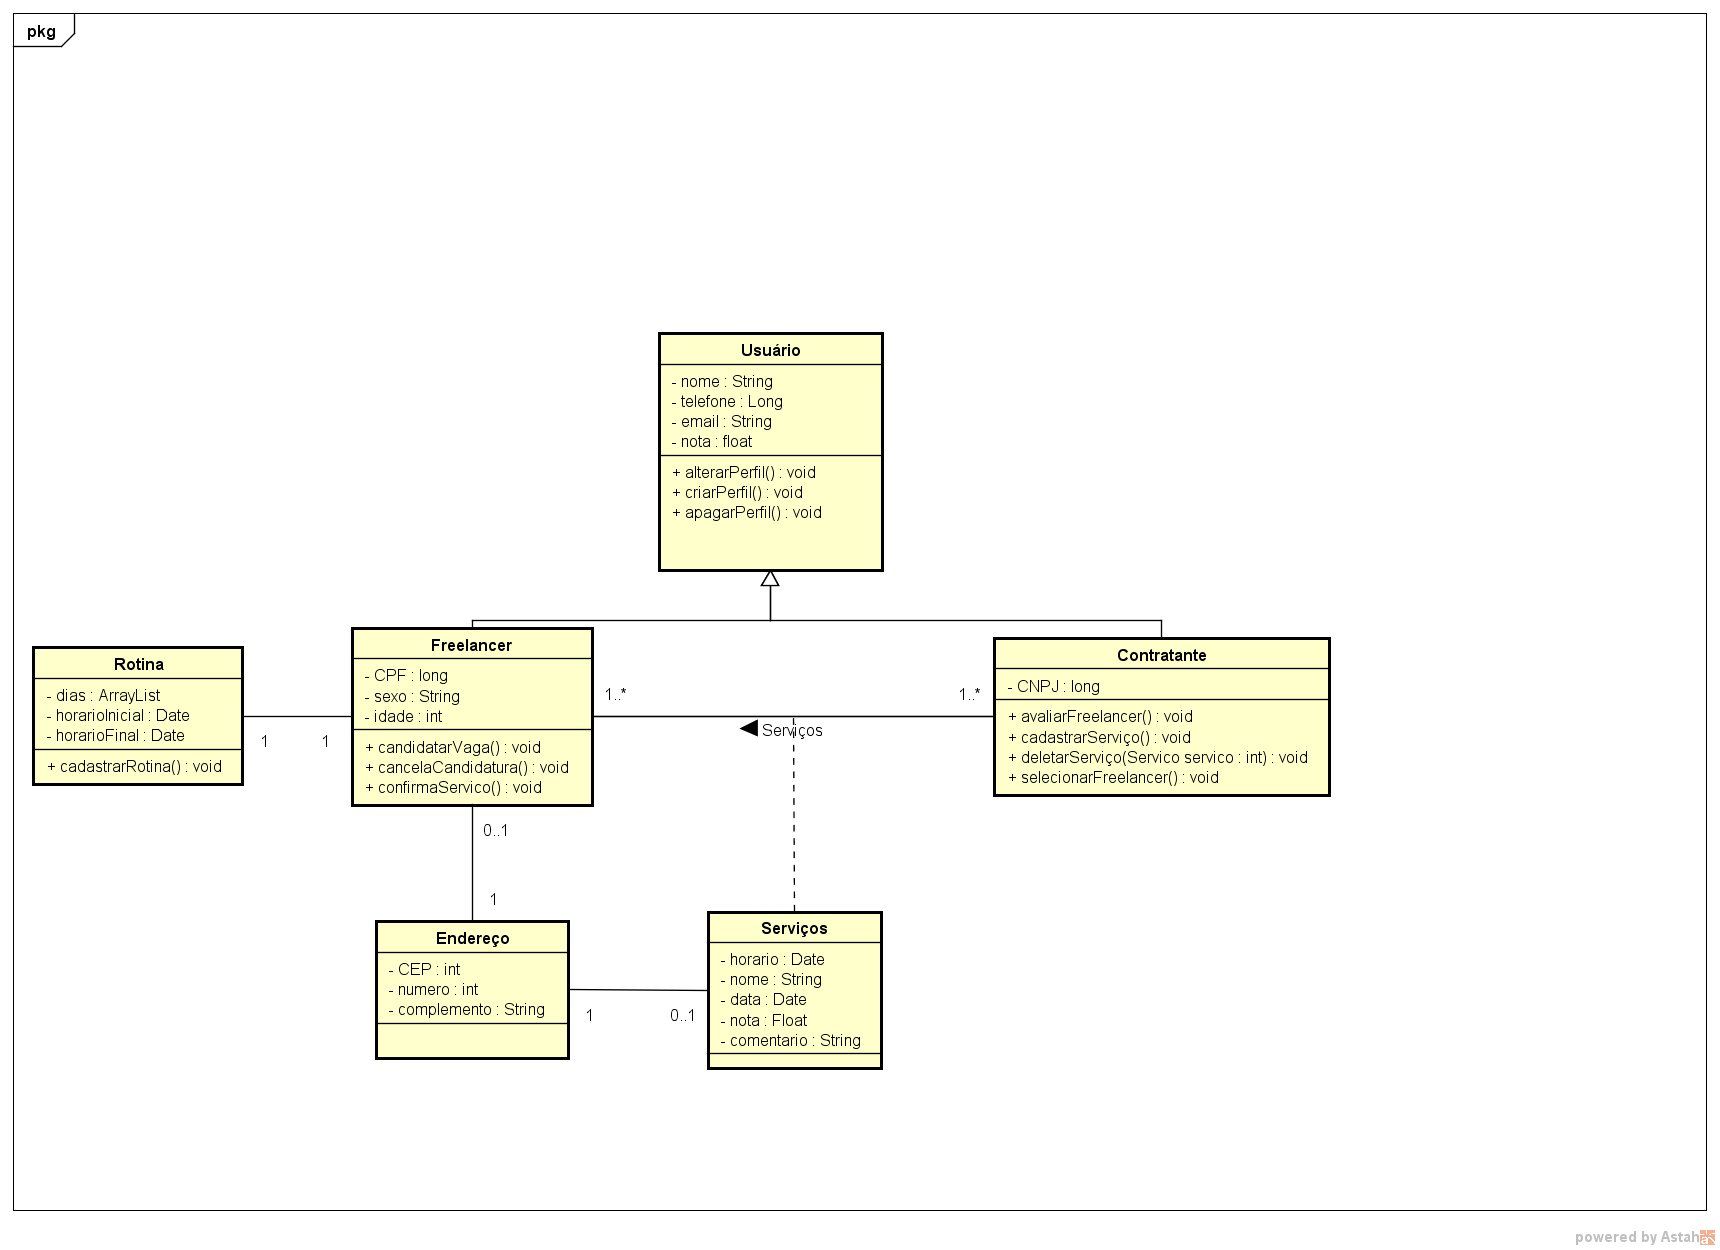 pkg
Usuário
- nome : String
- telefone : Long
- email : String
- nota : float
+ alterarPerfil() : void
+ criarPerfil() : void
+ apagarPerfil() : void
Rotina
- dias : ArrayList
- horarioInicial : Date
- horarioFinal : Date
+ cadastrarRotina() : void
1
1
Freelancer
- CPF : long
- sexo : String
- idade : int
+ candidatarVaga() : void
+ cancelaCandidatura() : void
+ confirmaServico() : void
1..*
1..*
Serviços
Contratante
- CNPJ : long
+ avaliarFreelancer() : void
+ cadastrarServiço() : void
+ deletarServiço(Servico servico : int) : void
+ selecionarFreelancer() : void
0..1
1
Endereço
- CEP : int
- numero : int
- complemento : String
1
0..1
Serviços
- horario : Date
- nome : String
- data : Date
- nota : Float
- comentario : String
powered by Astah